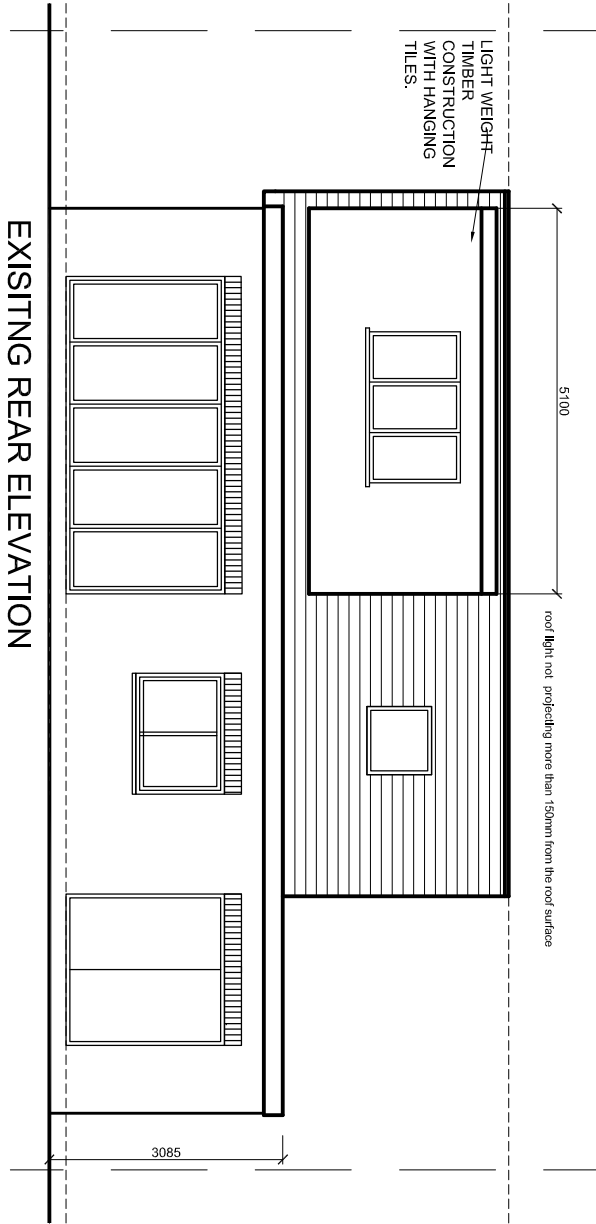 LIGHT WEIGHT
TIMBER
CONSTRUCTION
WITH HANGING
TILES.
5100
roof light not projecting more than 150mm from the roof surface
3085
EXISITNG REAR ELEVATION